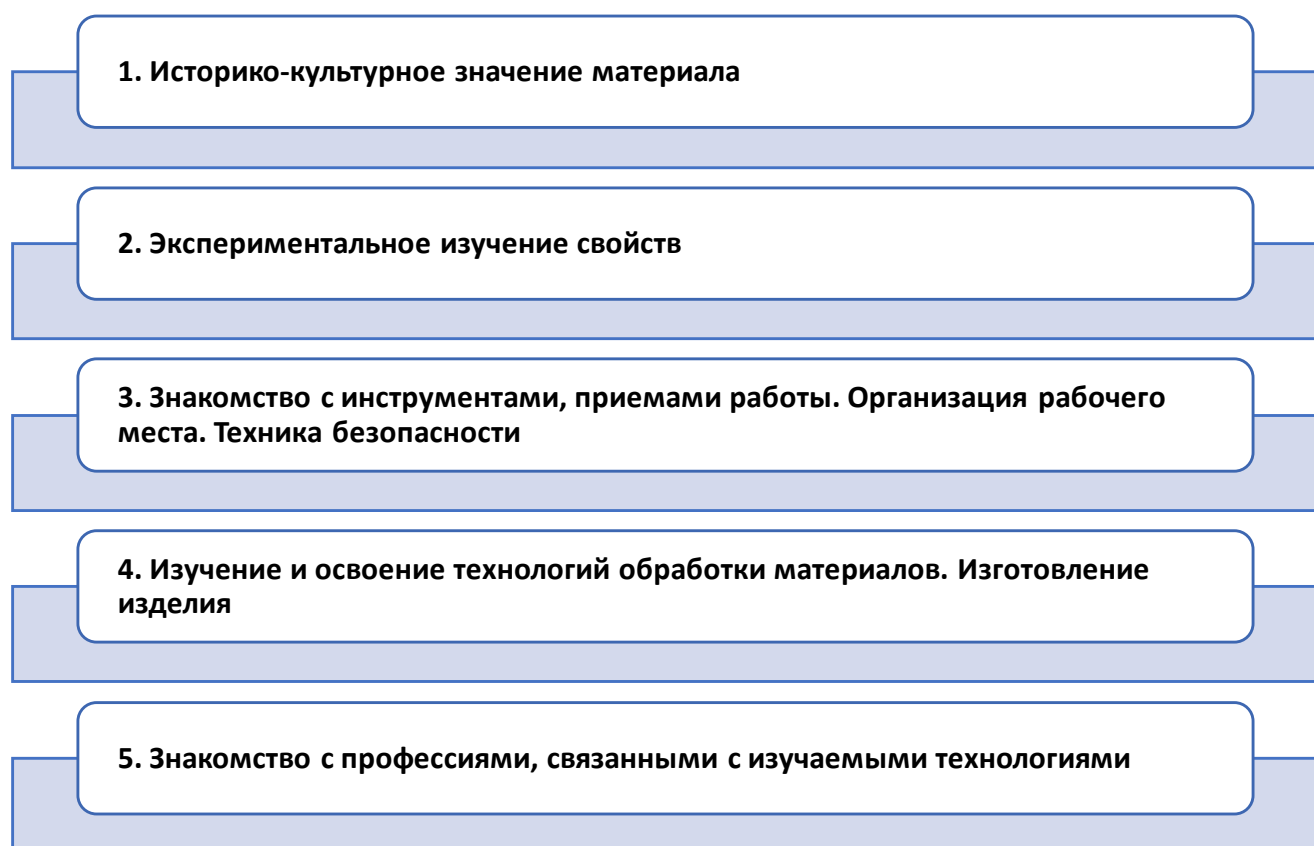 1. Историко-культурное значение материала
2. Экспериментальное изучение свойств
3. Знакомство с инструментами, приемами работы. Организация рабочего
места. Техника безопасности
4. Изучение и освоение технологий обработки материалов. Изготовление
изделия
5. Знакомство с профессиями, связанными с изучаемыми технологиями